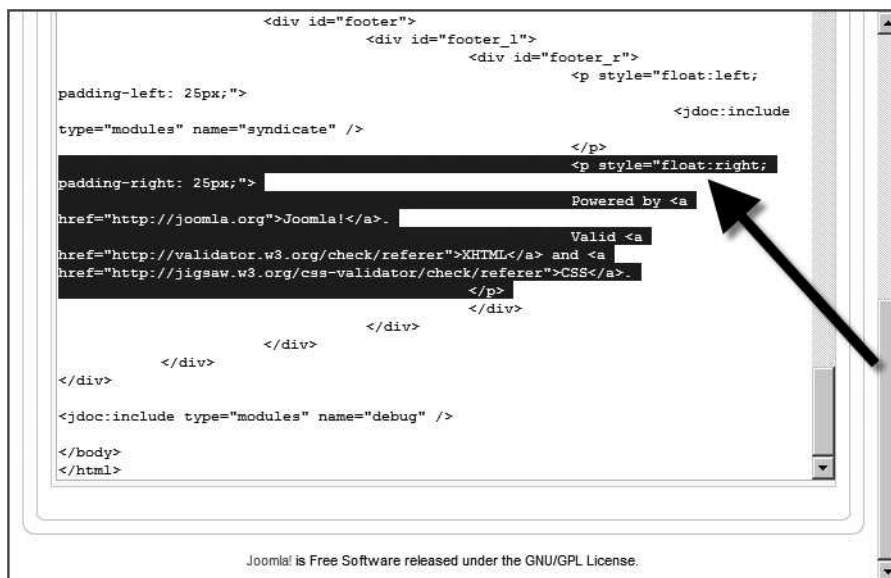 <div id="footer">
<div id="footer_l">
<div id="footer_r">
<p style="float:left;
padding-left: 25px;">
<jdoc:include
type="modules" name="syndicate" />
</p>
<p style="float:right;
padding-right: 25px;">
Powered by <a
href="http://joomla.org">Joomla!</a>.
Valid <a
href="http://validator.w3.org/check/referer">XHTML</a> and <a
href="http://jigsaw.w3.org/css-validator/check/referer">CSS</a>.
</p>
</div>
</div>
</div>
</div>
</div>
<jdoc:include type="modules" name="debug" />
</body>
</html>
Joomla! is Free Software released under the GNU/GPL License.